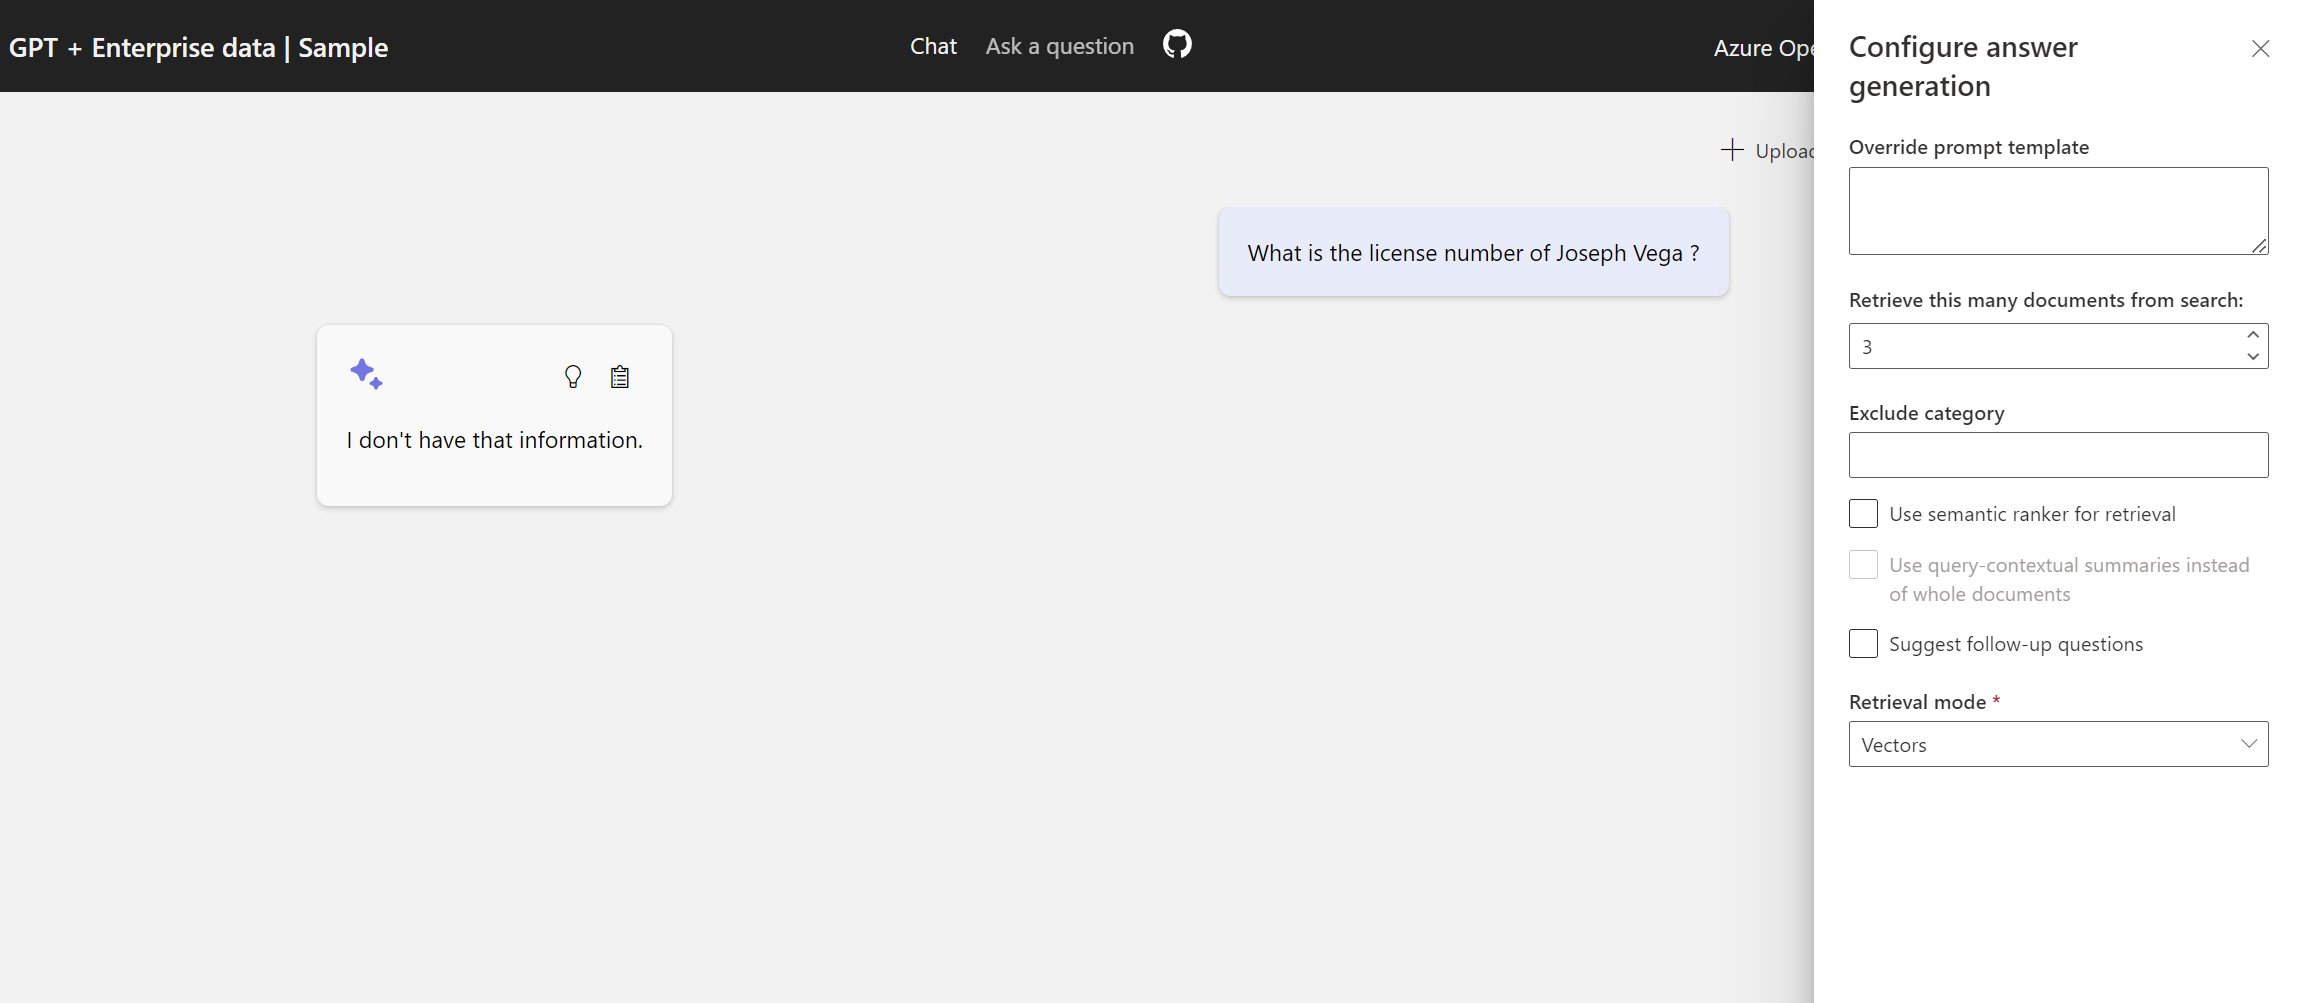 GPT + Enterprise data | Sample
Chat
Ask a question
Azure Ope
Configure answer
generation
Upload
Override prompt template
What is the license number of Joseph Vega ?
Retrieve this many documents from search:
3
I don't have that information.
Exclude category
Use semantic ranker for retrieval
Use query-contextual summaries instead
of whole documents
Suggest follow-up questions
Retrieval mode *
Vectors